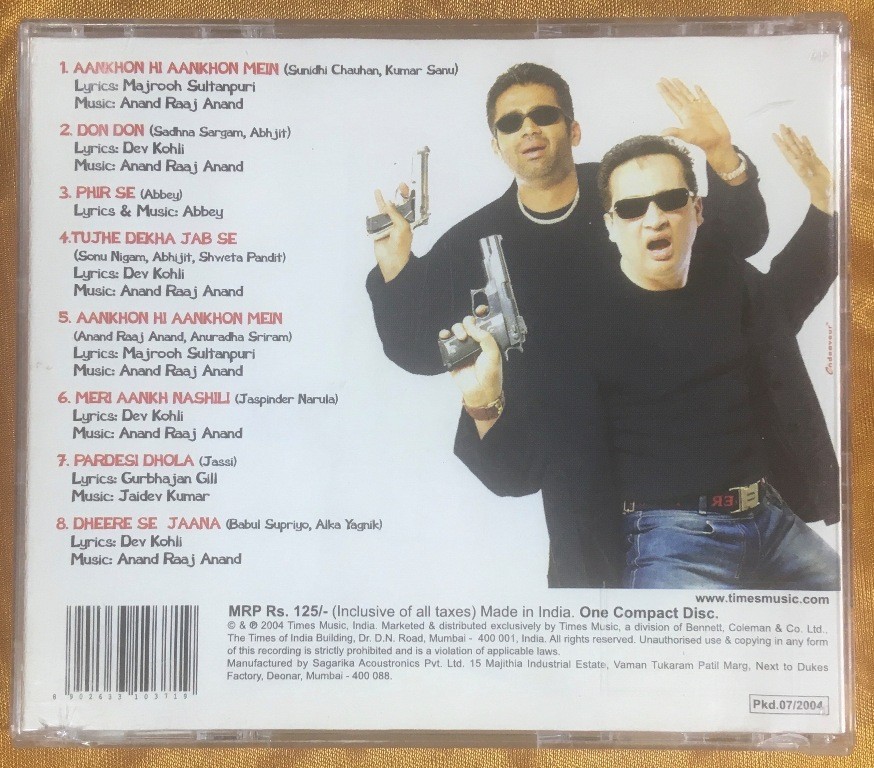 1. AANKHON HI AANKHON MEIN (Sunidhi Chauhan, Kumar Sanu)
Lyrics: Majrooh Sultanpuri
Music: Anand Raaj Anand
2. DON DON (Sadhna Sargam, Abhjit)
Lyrics: Dev Kohli
Music: Anand Raaj Anand
3. PHIR SE (Abbey)
Lyrics & Music: Abbey
4.TUJHE DEKHA JAB SE
(Sonu Nigam, Abhijit, Shweta Pandit)
Lyrics: Dev Kohli
Music: Anand Raaj Anand
5. AANKHON HI AANKHON MEIN
(Anand Raaj Anand, Anuradha Sriram)
Lyrics: Majrooh Sultanpuri
Music: Anand Raaj Anand
6. MERI AANKH NASHILI (Jaspinder Narula)
Lyrics: Dev Kohli
Music: Anand Raaj Anand
7. PARDESI DHOLA (Jassi)
Lyrics: Gurbhajan Gill
Music: Jaidev Kumar
8. DHEERE SE JAANA (Babul Supriyo, Alka Yagnik)
Lyrics: Dev Kohli
Music: Anand Raaj Anand
Endeavour
www.timesmusic.com
MRP Rs. 125/- (Inclusive of all taxes) Made in India. One Compact Disc.
© & ℗ 2004 Times Music, India. Marketed & distributed exclusively by Times Music, a division of Bennett, Coleman & Co. Ltd.,
The Times of India Building, Dr. D.N. Road, Mumbai - 400 001, India. All rights reserved. Unauthorised use & copying in any form
of this recording is strictly prohibited and is a violation of applicable laws.
Manufactured by Sagarika Acoustronics Pvt. Ltd. 15 Majithia Industrial Estate, Vaman Tukaram Patil Marg, Next to Dukes
Factory, Deonar, Mumbai - 400 088.
8 902633 103719
Pkd.07/2004